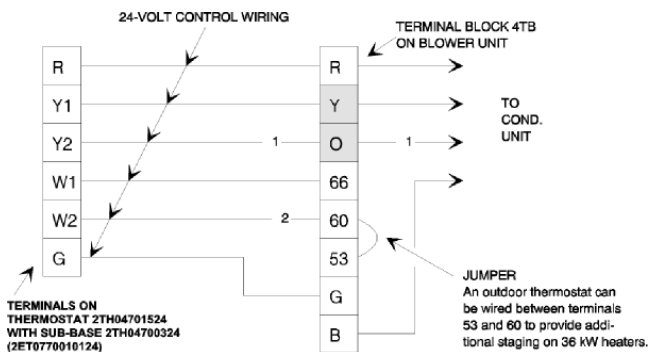 24-VOLT CONTROL WIRING
TERMINAL BLOCK 4TB
ON BLOWER UNIT
R
Y1
Y2
W1
W2
G
1
2
R
Y
O
66
60
53
G
B
1
TO
COND.
UNIT
JUMPER
An outdoor thermostat can
be wired between terminals
53 and 60 to provide addi-
tional staging on 36 kW heaters.
TERMINALS ON
THERMOSTAT 2TH04701524
WITH SUB-BASE 2TH04700324
(2ET0770010124)